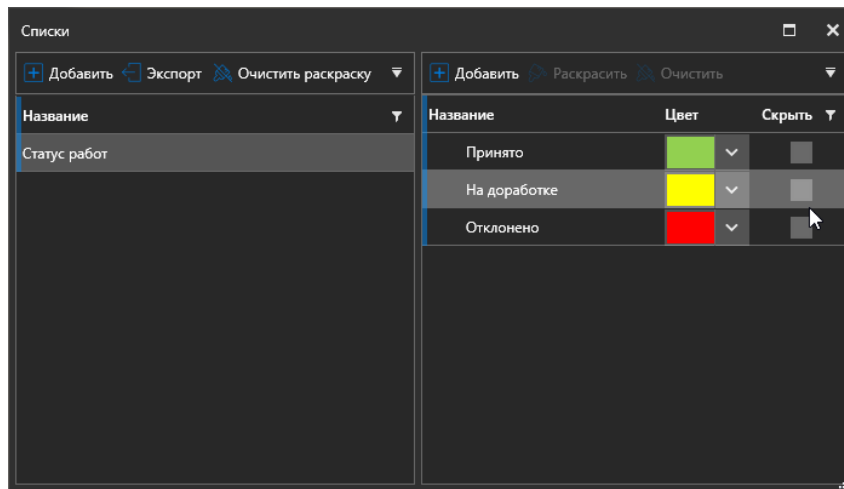 Списки
Добавить Экспорт Очистить раскраску
Название
Статус работ
Добавить Раскрасить Очистить
Название Цвет Скрыть
Принято
На доработке
Отклонено